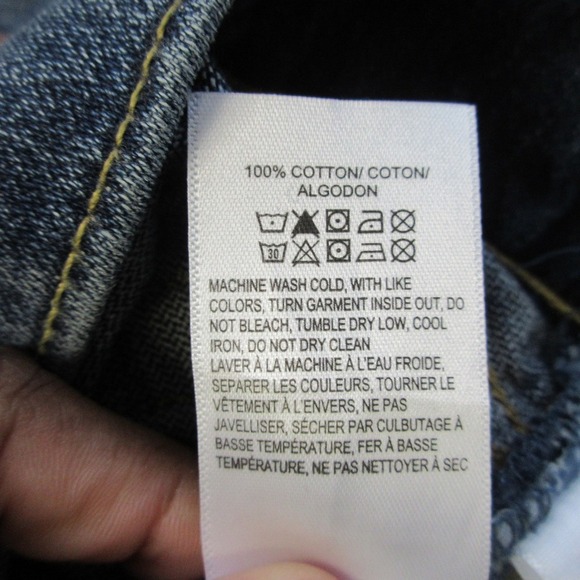 100% COTTON/ COTON/
ALGODON
30
MACHINE WASH COLD, WITH LIKE
COLORS, TURN GARMENT INSIDE OUT, DO
NOT BLEACH, TUMBLE DRY LOW, COOL
IRON, DO NOT DRY CLEAN
LAVER À LA MACHINE À L'EAU FROIDE,
SEPARER LES COULEURS, TOURNER LE
VÊTEMENT À L'ENVERS, NE PAS
JAVELLISER, SÉCHER PAR CULBUTAGE À
BASSE TEMPÉRATURE, FER À BASSE
TEMPÉRATURE, NE PAS NETTOYER À SEC